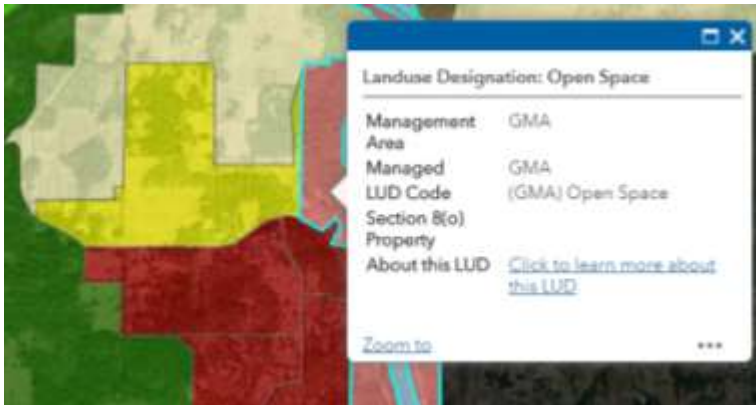 Landuse Designation: Open Space
Management Area GMA
Managed GMA
LUD Code (GMA) Open Space
Section 8(o) Property
About this LUD Click to learn more about this LUD
Zoom to